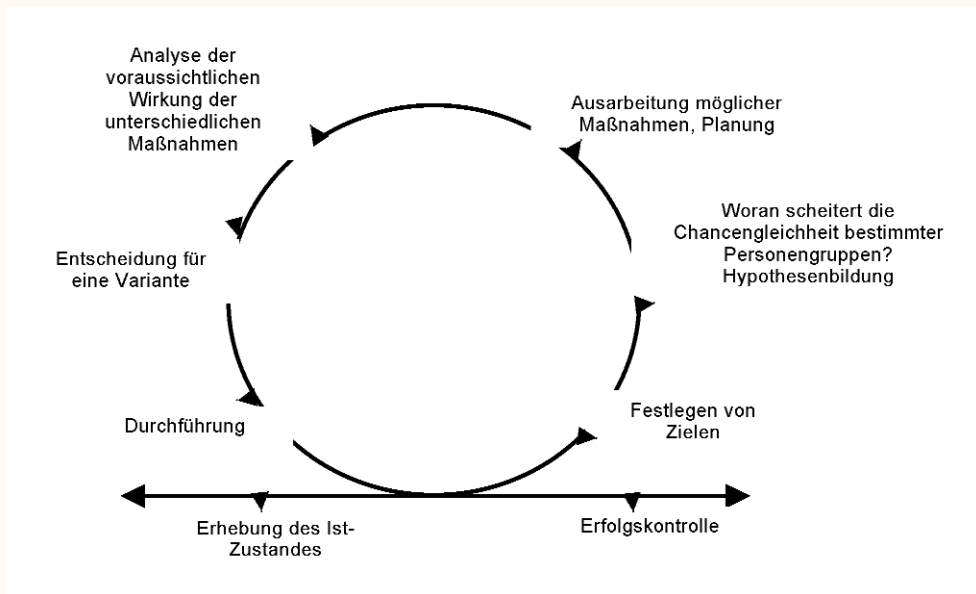 Analyse der
voraussichtlichen
Wirkung der
unterschiedlichen
Maßnahmen
Ausarbeitung möglicher
Maßnahmen, Planung
Woran scheitert die
Chancengleichheit bestimmter
Personengruppen?
Hypothesenbildung
Entscheidung für
eine Variante
Durchführung
Festlegen von
Zielen
Erhebung des Ist-
Zustandes
Erfolgskontrolle